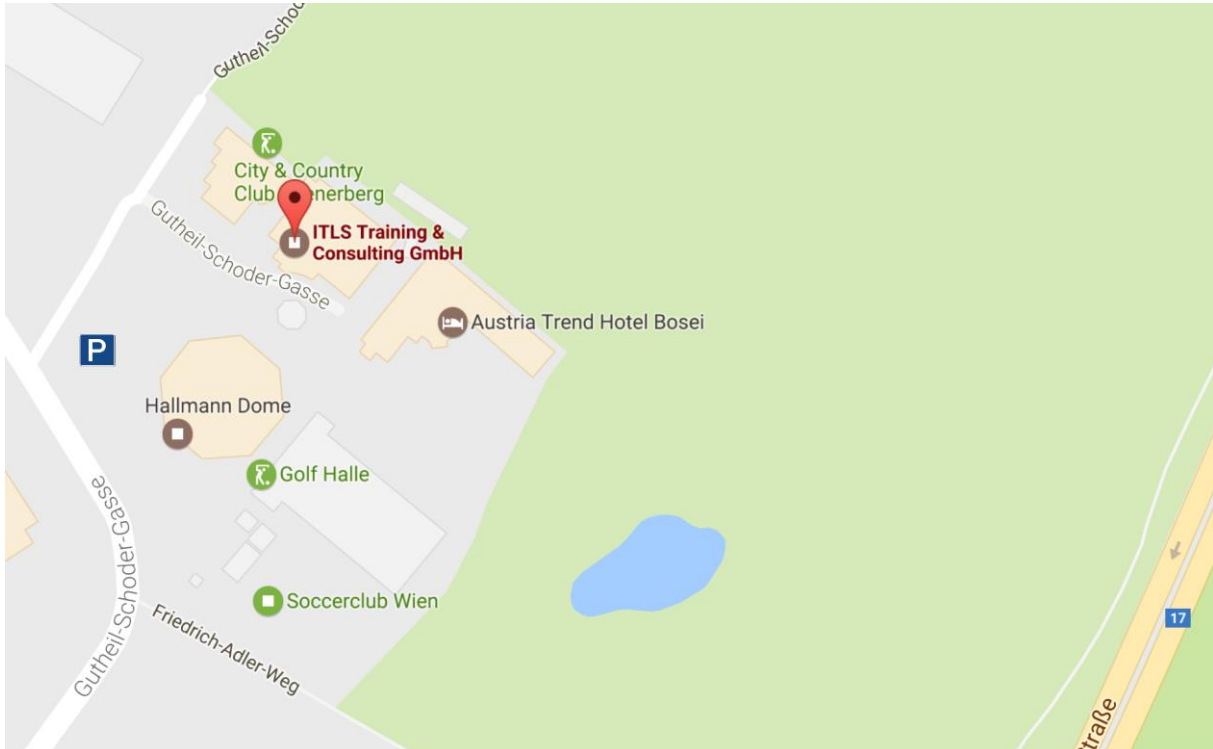 Gutheil-Schod
City & Country
Club enerberg
ITLS Training &
Consulting GmbH
Gutheil-Schoder-Gasse
Austria Trend Hotel Bosei
P
Hallmann Dome
Golf Halle
Gutheil-Schoder-Gasse
Soccerclub Wien
Friedrich-Adler-Weg
17
Straße